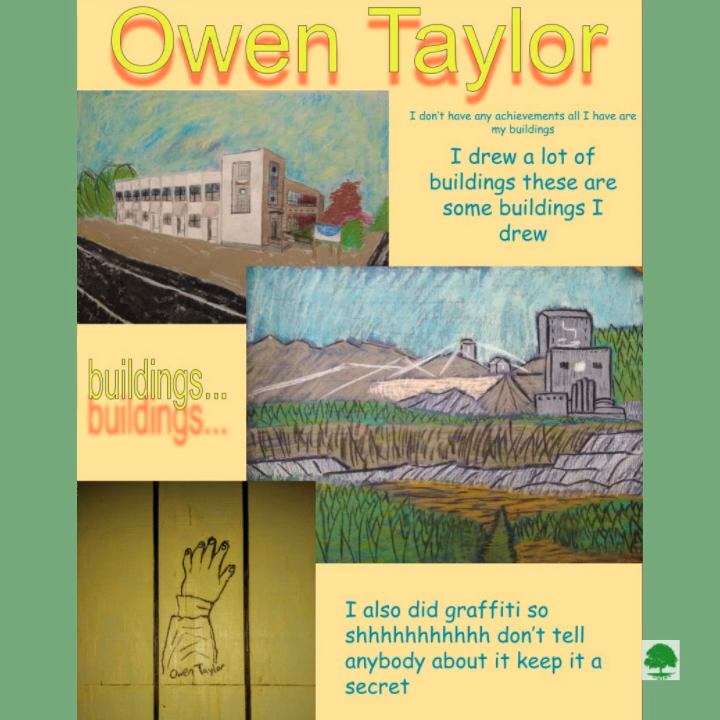 Owen Taylor
I don't have any achievements all I have are
my buildings
I drew a lot of
buildings these are
some buildings I
drew
buildings...
Owen Taylor
I also did graffiti so
shhhhhhhhhhh don't tell
anybody about it keep it a
secret